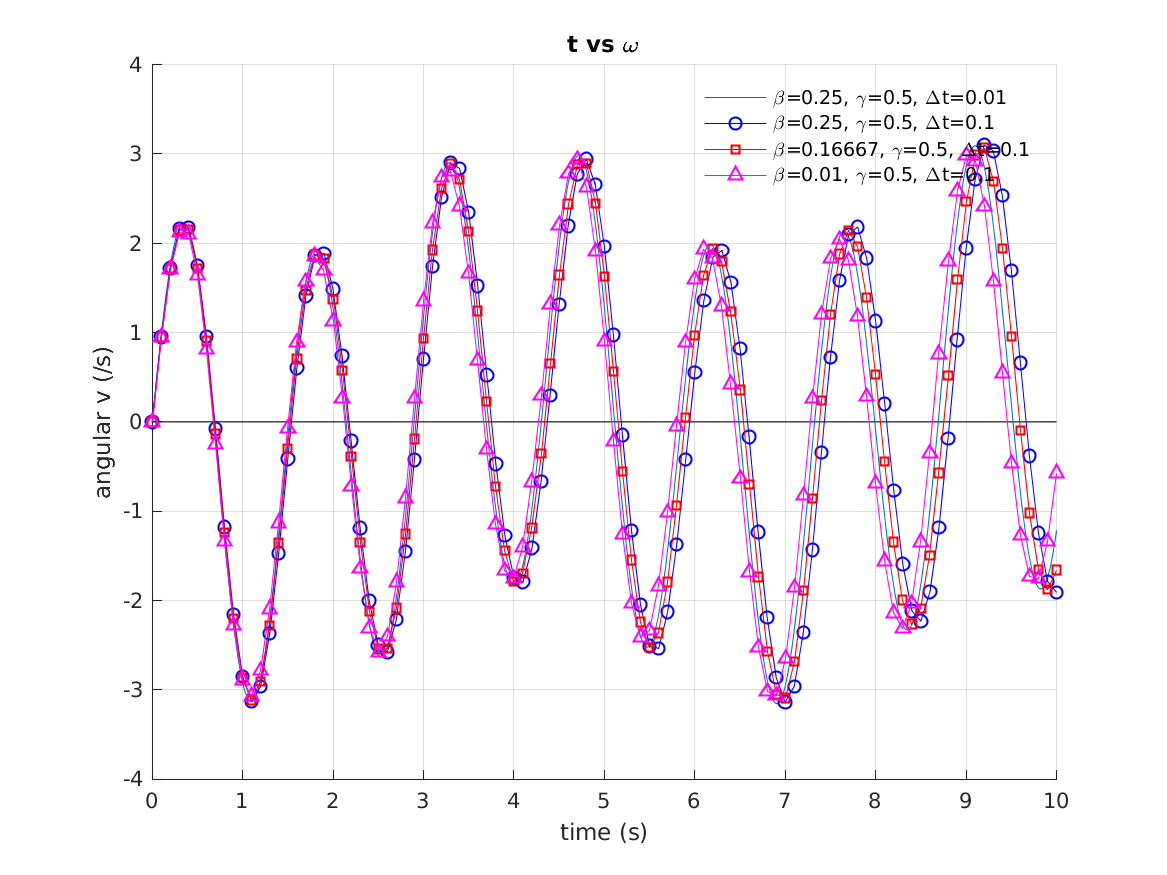 t vs ω
β=0.25, γ=0.5, Δt=0.01
β=0.25, γ=0.5, Δt=0.1
β=0.16667, γ=0.5, Δt=0.1
β=0.01, γ=0.5, Δt=0.1
4
3
2
1
0
-1
-2
-3
-4
angular v (/s)
0 1 2 3 4 5 6 7 8 9 10
time (s)